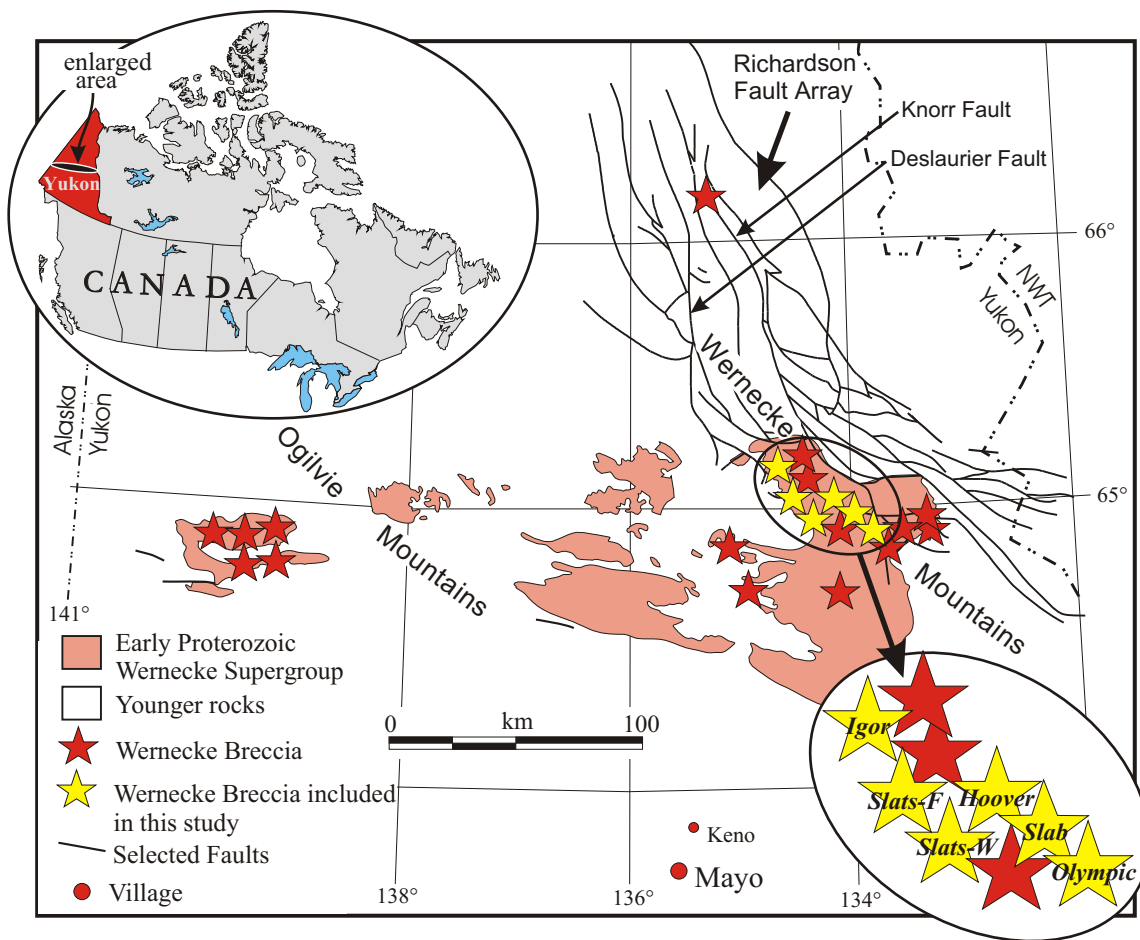 enlarged
area
Yukon
CANADA
Richardson
Fault Array
Knorr Fault
Deslaurier Fault
66°
NWT
Yukon
Wernecke
Mountains
Alaska
Yukon
Ogilvie
Mountains
65°
141°
Early Proterozoic
Wernecke Supergroup
Younger rocks
Wernecke Breccia
Wernecke Breccia included
in this study
Selected Faults
Village
0 km 100
Keno
Mayo
138°
136°
134°
Igor
Slats-F
Hoover
Slats-W
Slab
Olympic